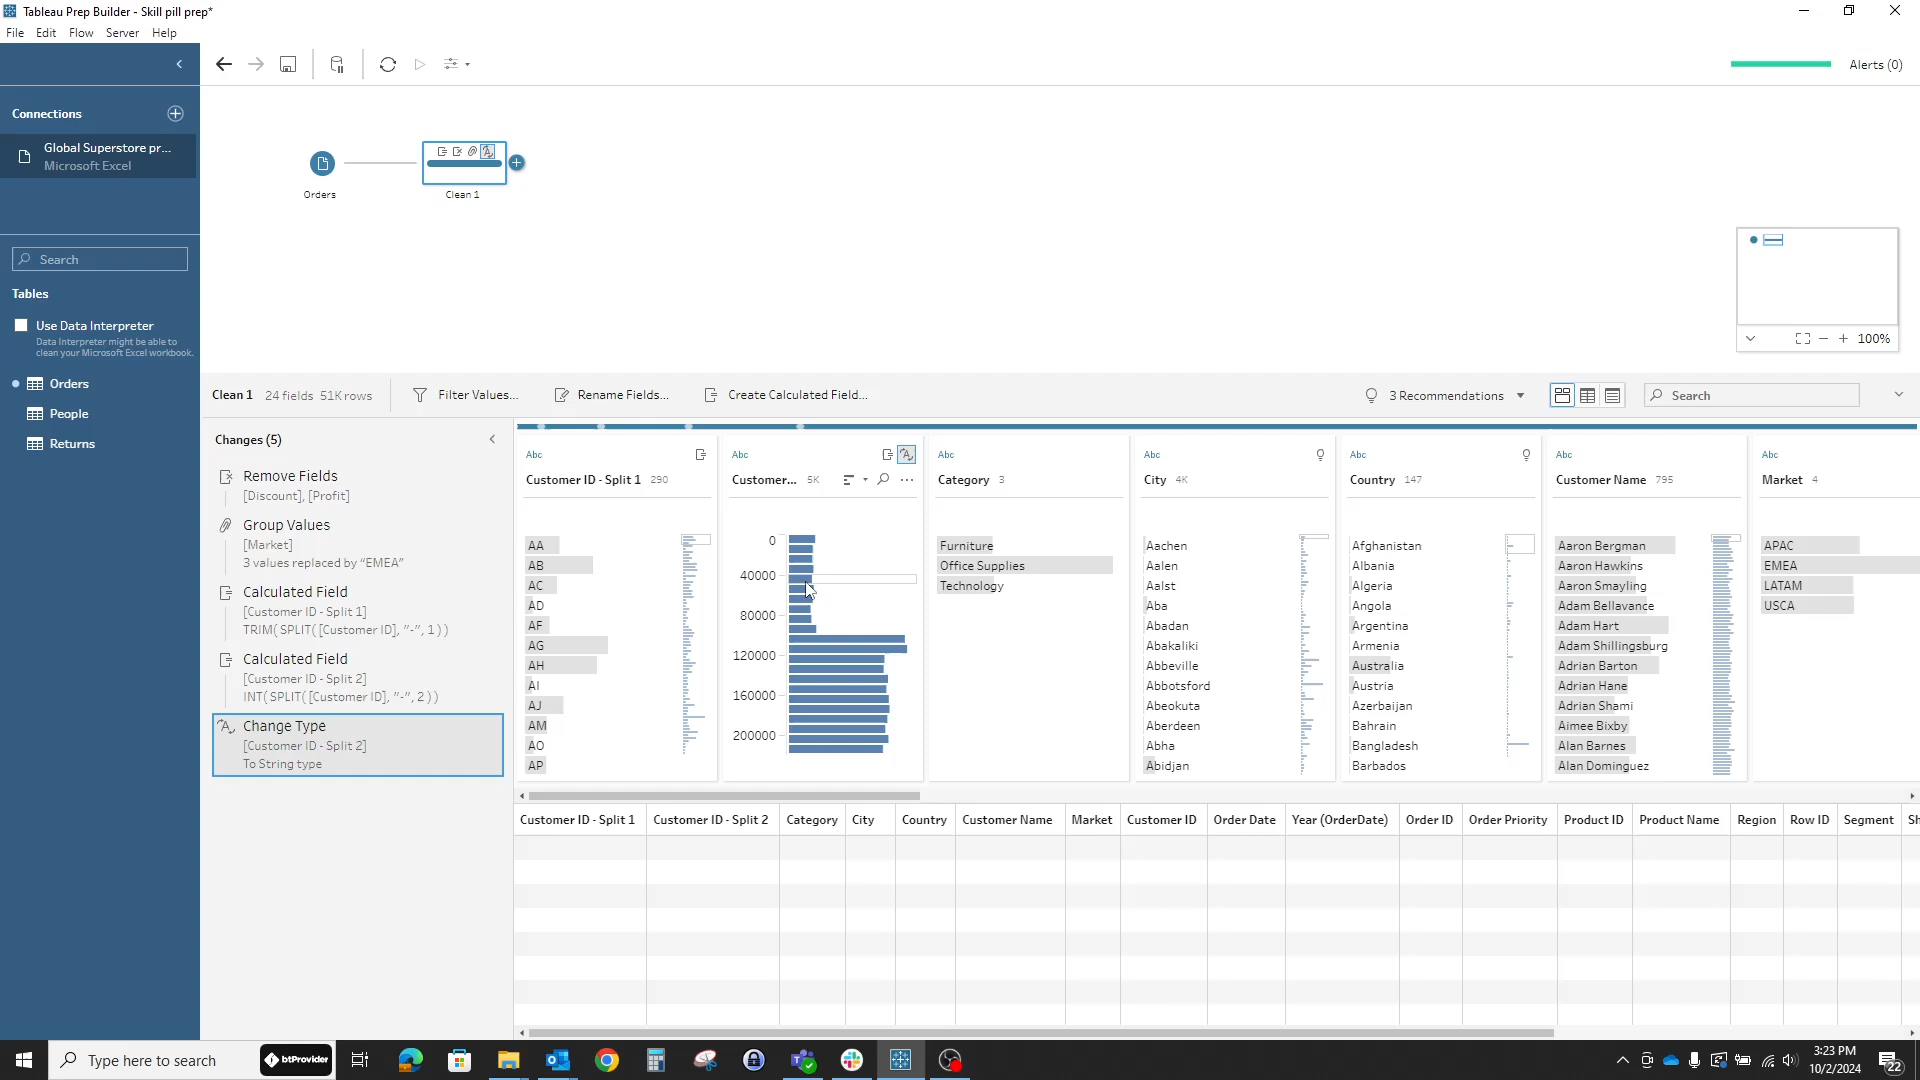 Tableau Prep Builder - Skill pill prep*
File Edit Flow Server Help
Alerts (0)
Connections
Global Superstore pr...
Microsoft Excel
Orders
Clean 1
Search
Tables
Use Data Interpreter
Data Interpreter might be able to
clean your Microsoft Excel workbook.
100%
Orders
People
Returns
Clean 1 24 fields 51K rows Filter Values... Rename Fields... Create Calculated Field... 3 Recommendations Search
Changes (5)
Remove Fields
[Discount], [Profit]
Group Values
[Market]
3 values replaced by “EMEA”
Calculated Field
[Customer ID - Split 1]
TRIM( SPLIT( [Customer ID], "-", 1 ) )
Calculated Field
[Customer ID - Split 2]
INT( SPLIT( [Customer ID], "-", 2 ) )
Change Type
[Customer ID - Split 2]
To String type
Abc
Customer ID - Split 1 290
AA
AB
AC
AD
AF
AG
AH
AI
AJ
AM
AO
AP
Abc
Customer... 5K
0
40000
80000
120000
160000
200000
Abc
Category 3
Furniture
Office Supplies
Technology
Abc
City 4K
Aachen
Aalen
Aalst
Aba
Abadan
Abakaliki
Abbeville
Abbotsford
Abeokuta
Aberdeen
Abha
Abidjan
Abc
Country 147
Afghanistan
Albania
Algeria
Angola
Argentina
Armenia
Australia
Austria
Azerbaijan
Bahrain
Bangladesh
Barbados
Abc
Customer Name 795
Aaron Bergman
Aaron Hawkins
Aaron Smayling
Adam Bellavance
Adam Hart
Adam Shillingsburg
Adrian Barton
Adrian Hane
Adrian Shami
Aimee Bixby
Alan Barnes
Alan Dominguez
Abc
Market 4
APAC
EMEA
LATAM
USCA
Customer ID - Split 1 Customer ID - Split 2 Category City Country Customer Name Market Customer ID Order Date Year (OrderDate) Order ID Order Priority Product ID Product Name Region Row ID Segment Sh
Type here to search
btProvider
3:23 PM
10/2/2024
22